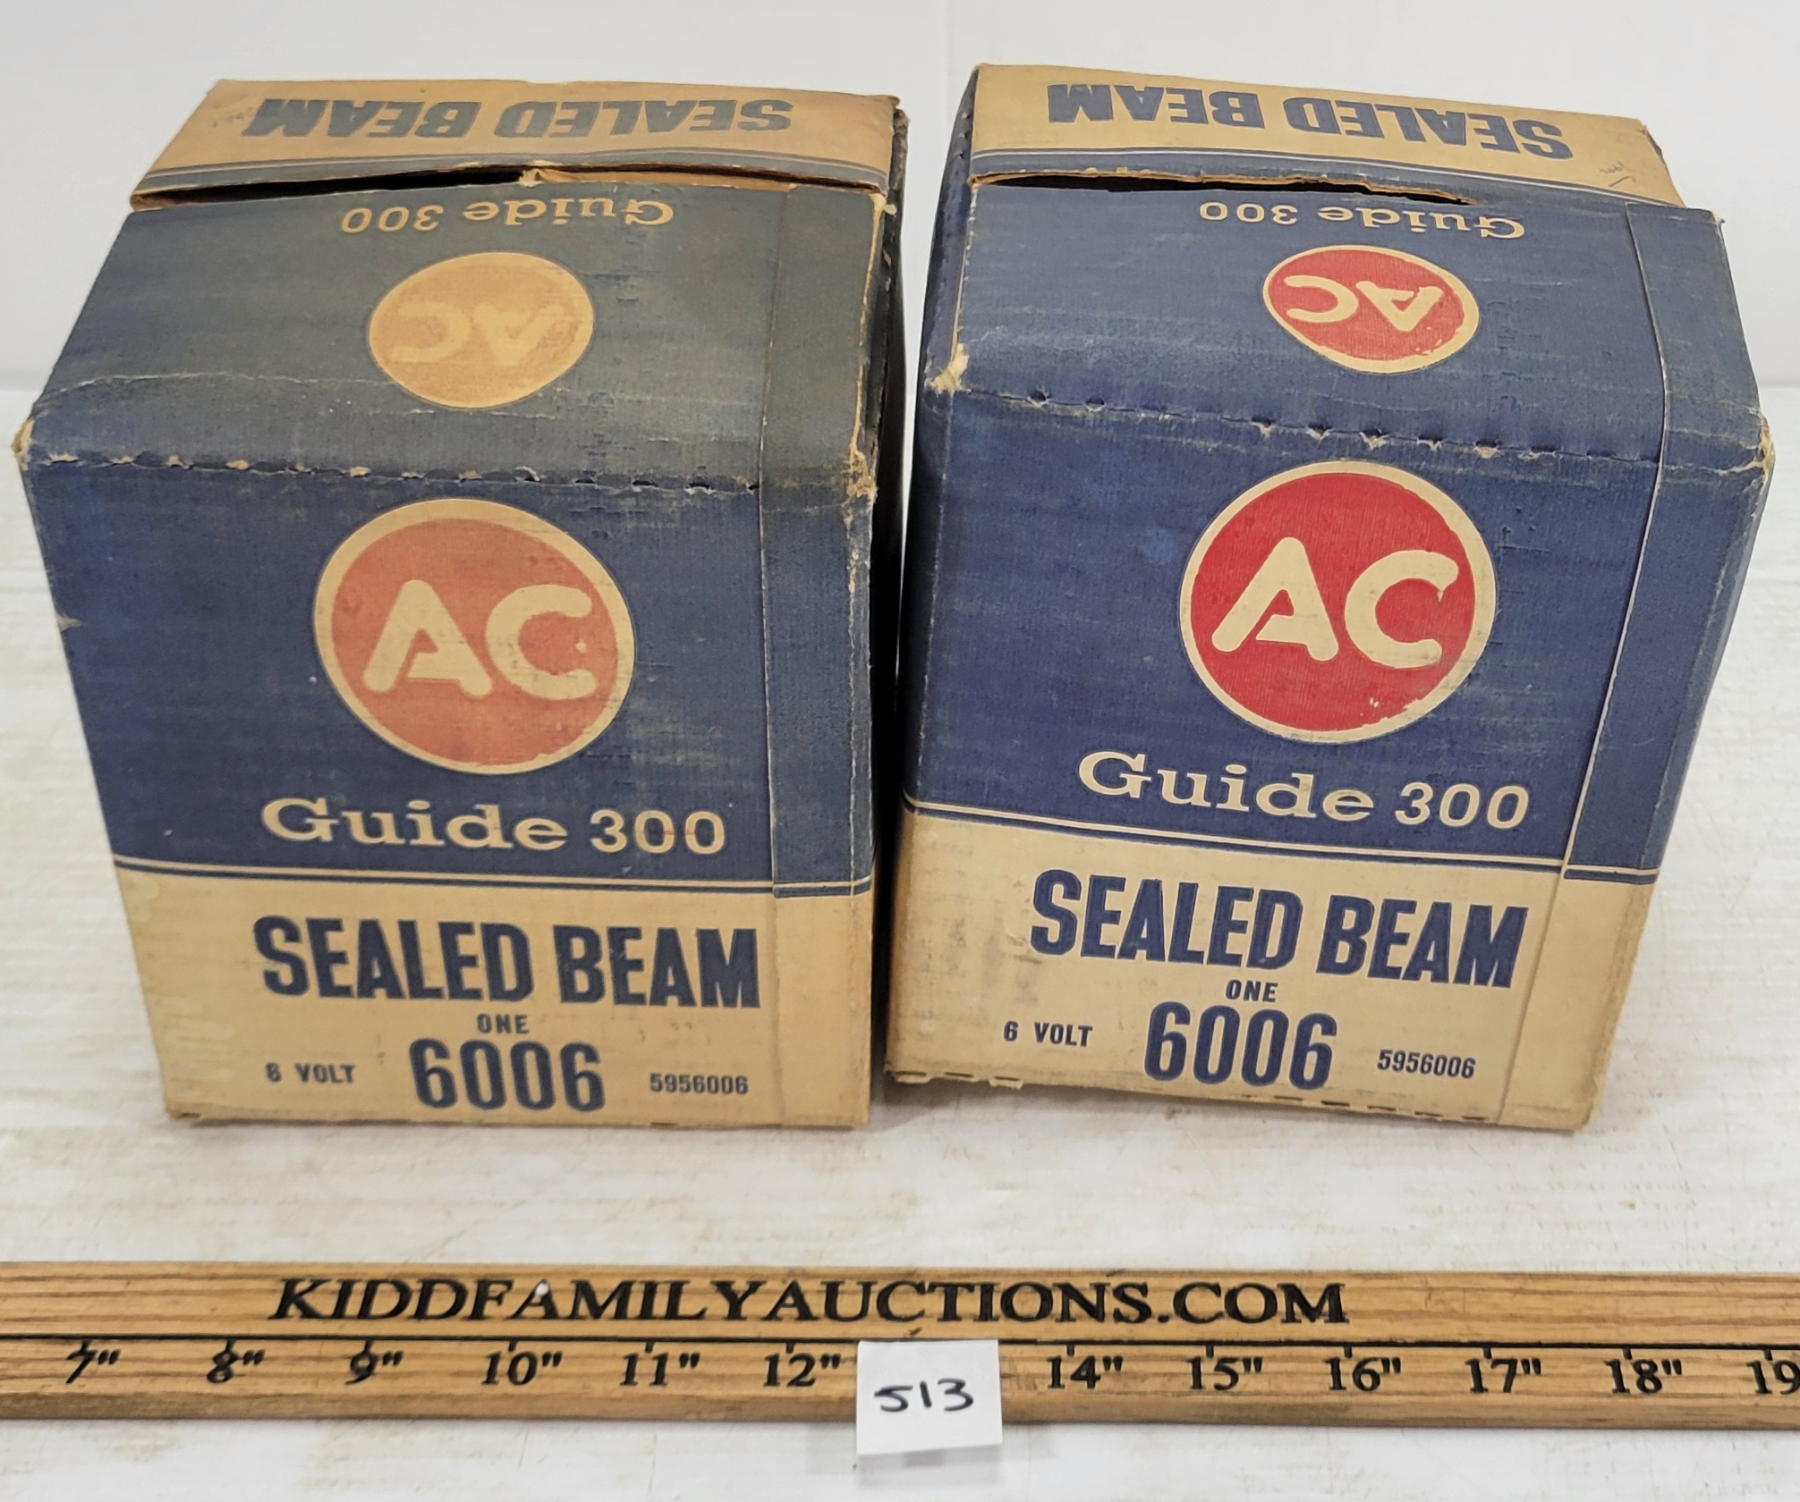 SEALED BEAM
Guide 300
AC
AC
Guide 300
SEALED BEAM
ONE
6 VOLT 6006 5956006
SEALED BEAM
Guide 300
AC
AC
Guide 300
SEALED BEAM
ONE
6 VOLT 6006 5956006
KIDDFAMILYAUCTIONS.COM
7" 8" 9" 10" 11" 12" 14" 15" 16" 17" 18" 19
513